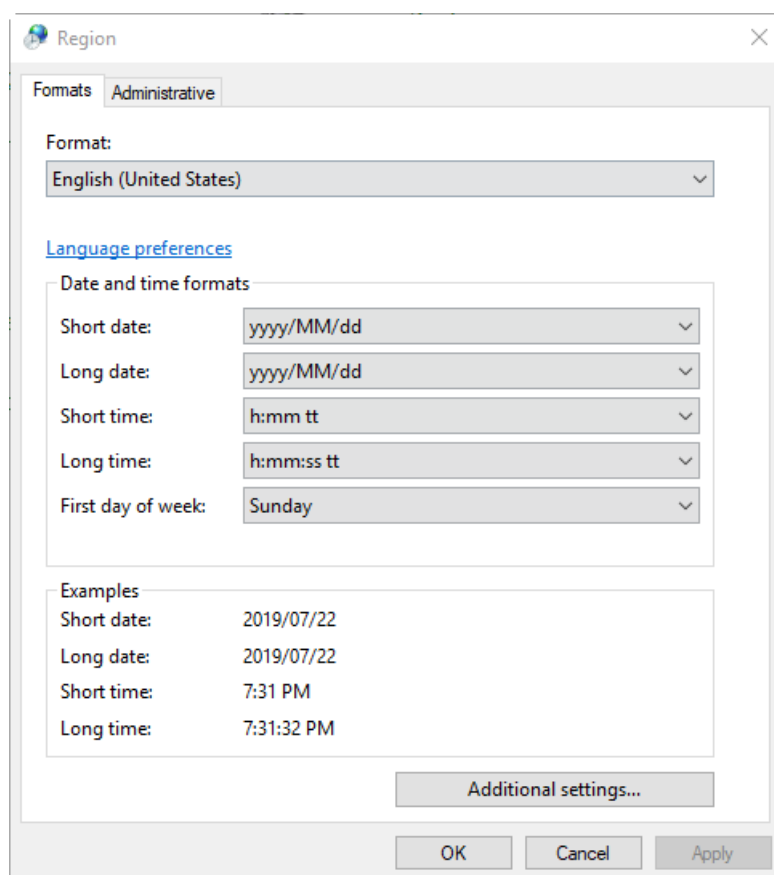 Region
Formats Administrative
Format:
English (United States)
Language preferences
Date and time formats
Short date: yyyy/MM/dd
Long date: yyyy/MM/dd
Short time: h:mm tt
Long time: h:mm:ss tt
First day of week: Sunday
Examples
Short date: 2019/07/22
Long date: 2019/07/22
Short time: 7:31 PM
Long time: 7:31:32 PM
Additional settings...
OK Cancel Apply